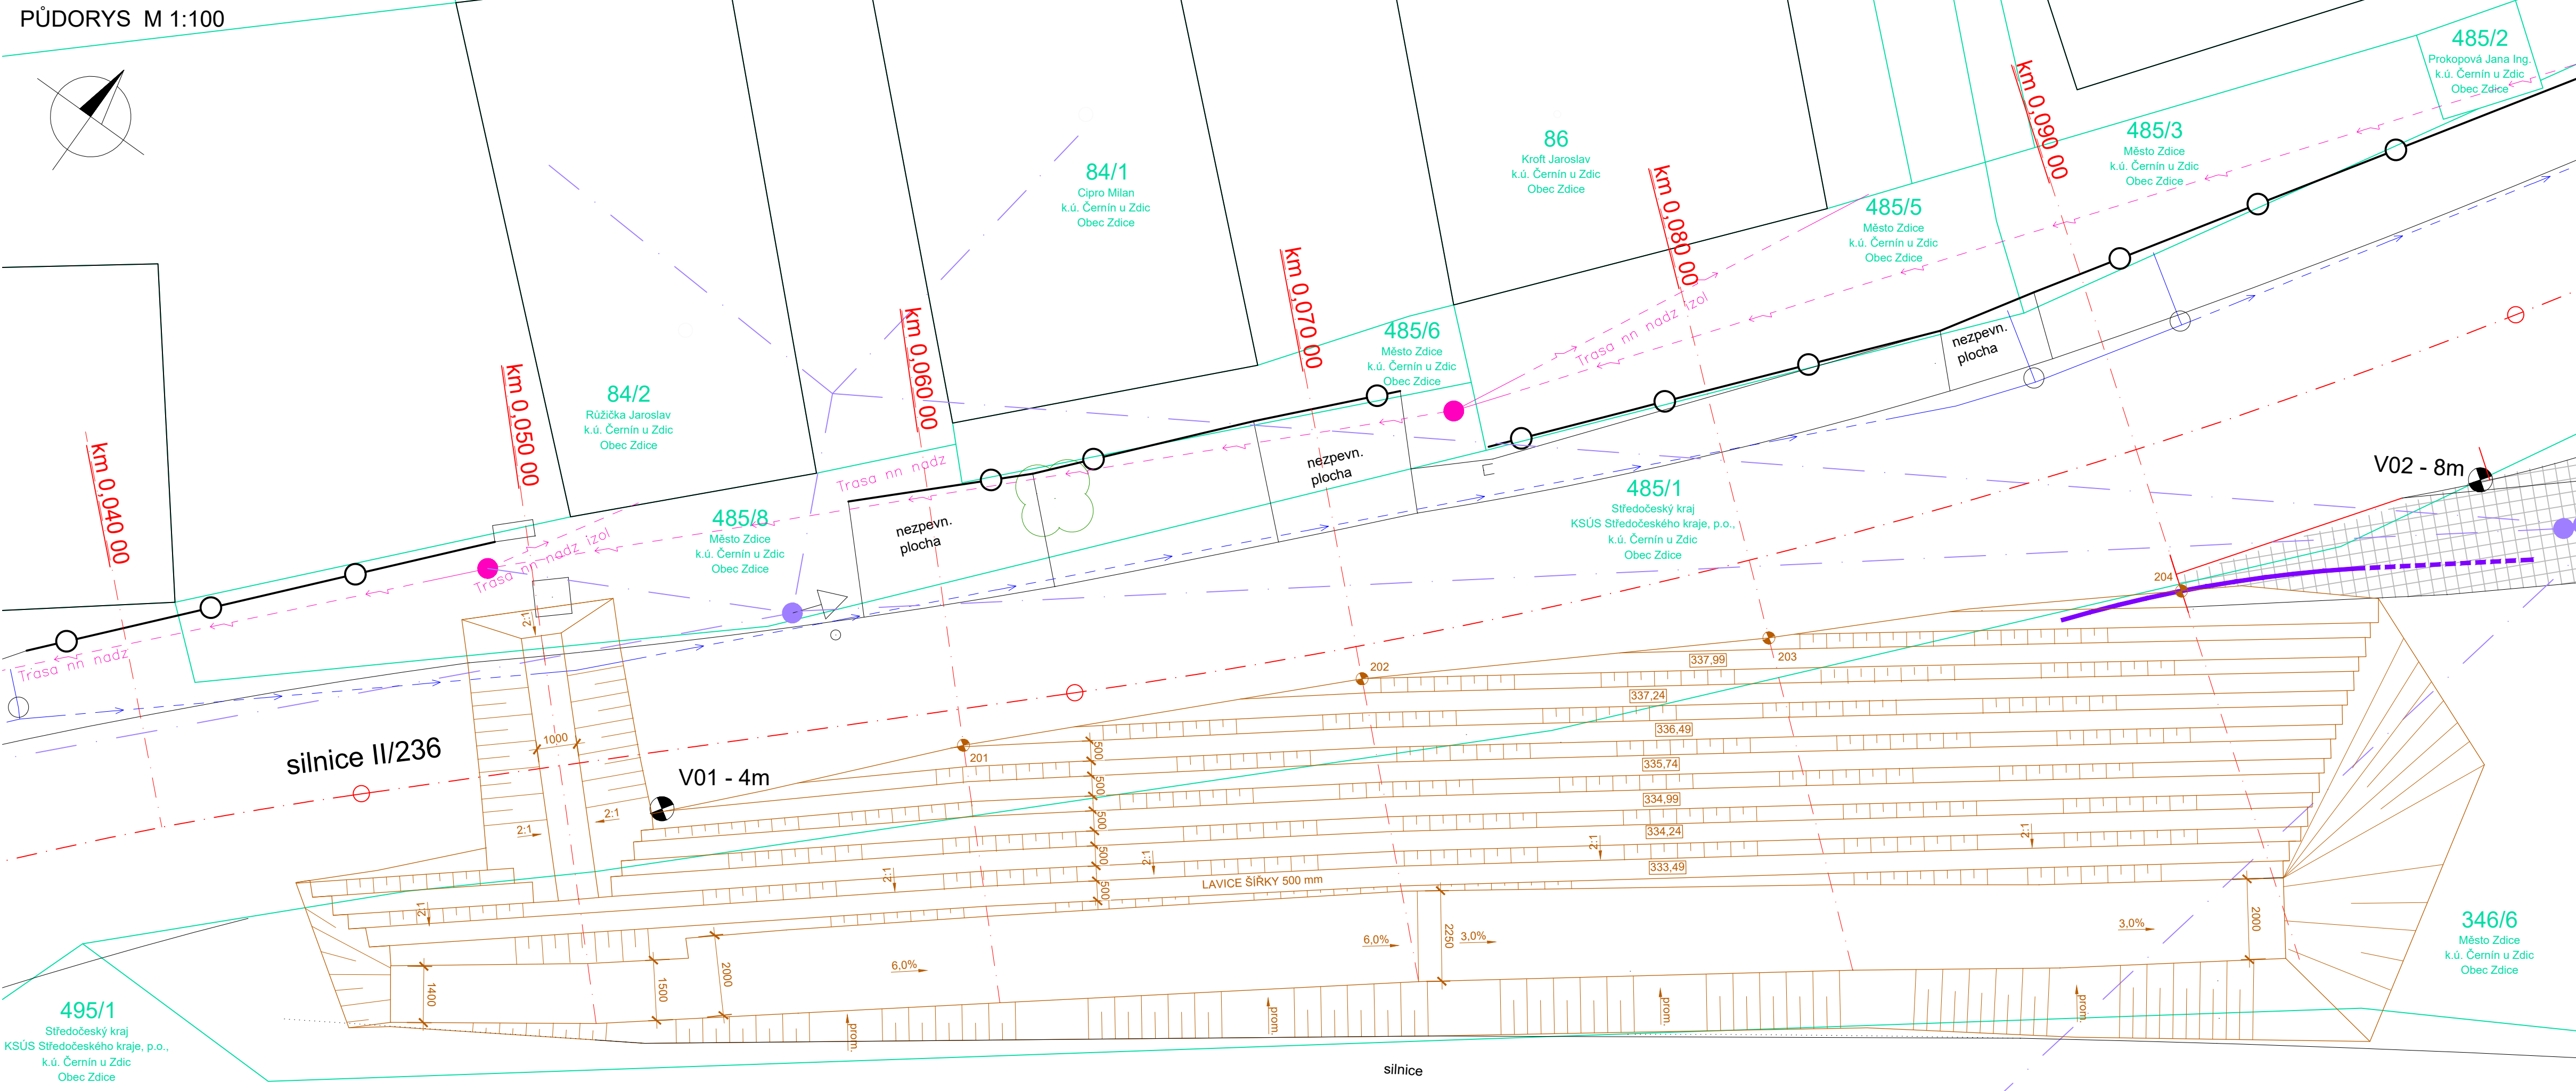 PŮDORYS M 1:100
485/2
Prokopová Jana Ing.
k.ú. Černín u Zdic
Obec Zdice
km 0,090 00
485/3
Město Zdice
k.ú. Černín u Zdic
Obec Zdice
86
Kroft Jaroslav
k.ú. Černín u Zdic
Obec Zdice
84/1
Cipro Milan
k.ú. Černín u Zdic
Obec Zdice
km 0,080 00
485/5
Město Zdice
k.ú. Černín u Zdic
Obec Zdice
km 0,070 00
Trasa nn nadz izol
485/6
Město Zdice
k.ú. Černín u Zdic
Obec Zdice
nezpevn.
plocha
km 0,060 00
km 0,050 00
84/2
Růžička Jaroslav
k.ú. Černín u Zdic
Obec Zdice
km 0,040 00
Trasa nn nadz
nezpevn.
plocha
V02 - 8m
485/1
Středočeský kraj
KSÚS Středočeského kraje, p.o.,
k.ú. Černín u Zdic
Obec Zdice
485/8
Město Zdice
k.ú. Černín u Zdic
Obec Zdice
nezpevn.
plocha
Trasa nn nadz izol
204
2:1
Trasa nn nadz
203
337,99
202
337,24
336,49
silnice II/236
1000
201
500
335,74
V01 - 4m
500
334,99
2:1
2:1
500
334,24
2:1
2:1
500
2:1
333,49
2:1
LAVICE ŠÍŘKY 500 mm
500
2:1
2250
6,0%
3,0%
3,0%
2000
346/6
Město Zdice
k.ú. Černín u Zdic
Obec Zdice
6,0%
2000
1500
1400
495/1
Středočeský kraj
KSÚS Středočeského kraje, p.o.,
k.ú. Černín u Zdic
Obec Zdice
prom.
prom.
prom.
prom.
silnice